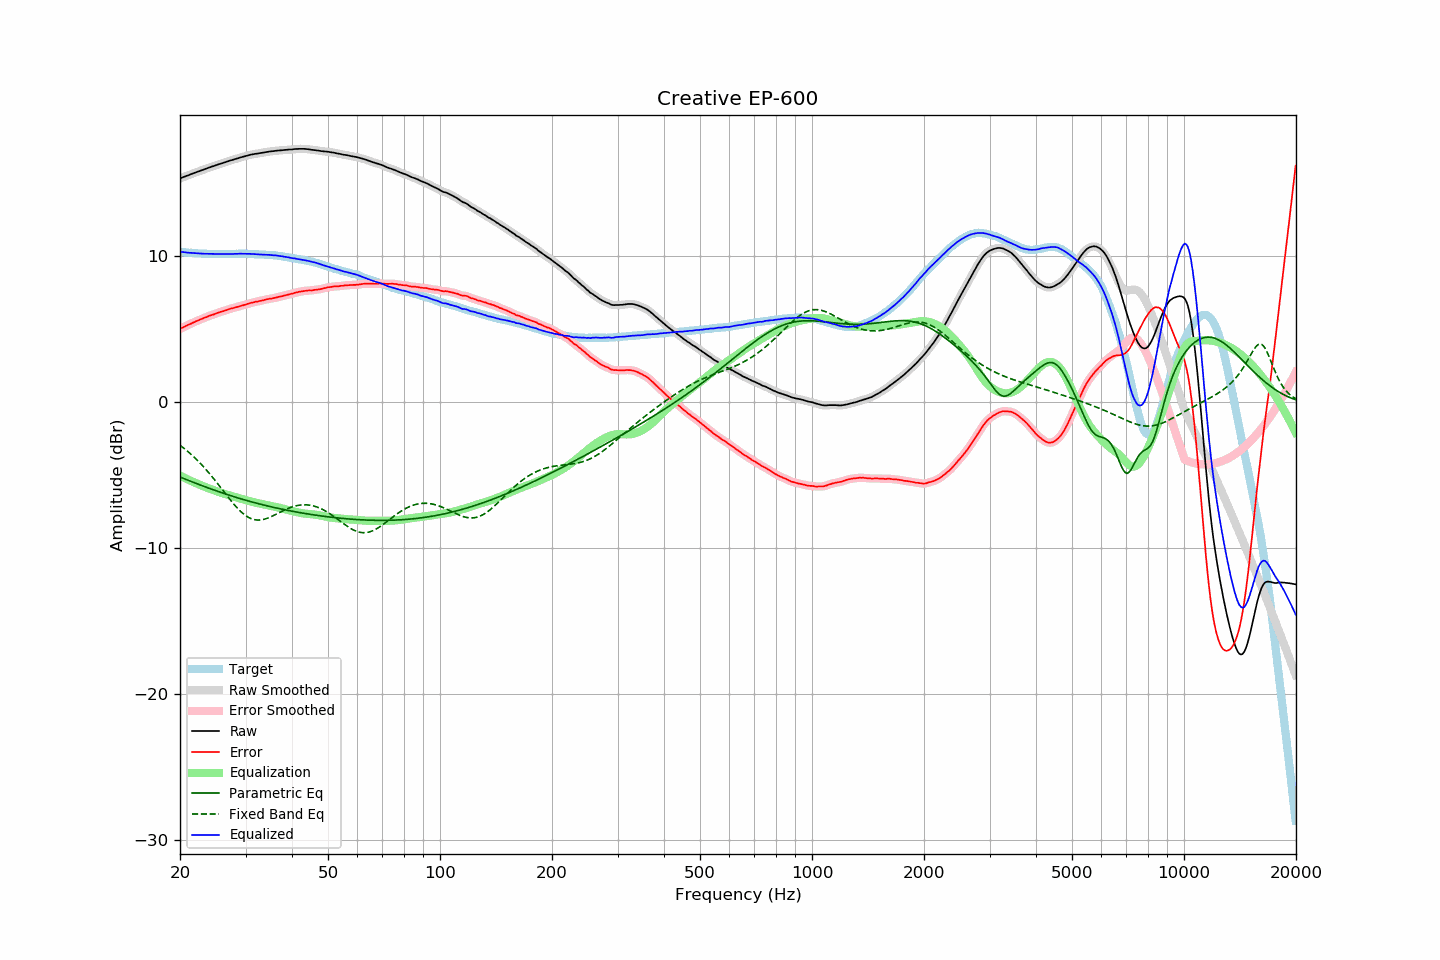 Creative EP-600
Amplitude (dBr)
10
0
−10
−20
−30
Target
Raw Smoothed
Error Smoothed
Raw
Error
Equalization
Parametric Eq
Fixed Band Eq
Equalized
20 50 100 200 500 1000 2000 5000 10000 20000
Frequency (Hz)